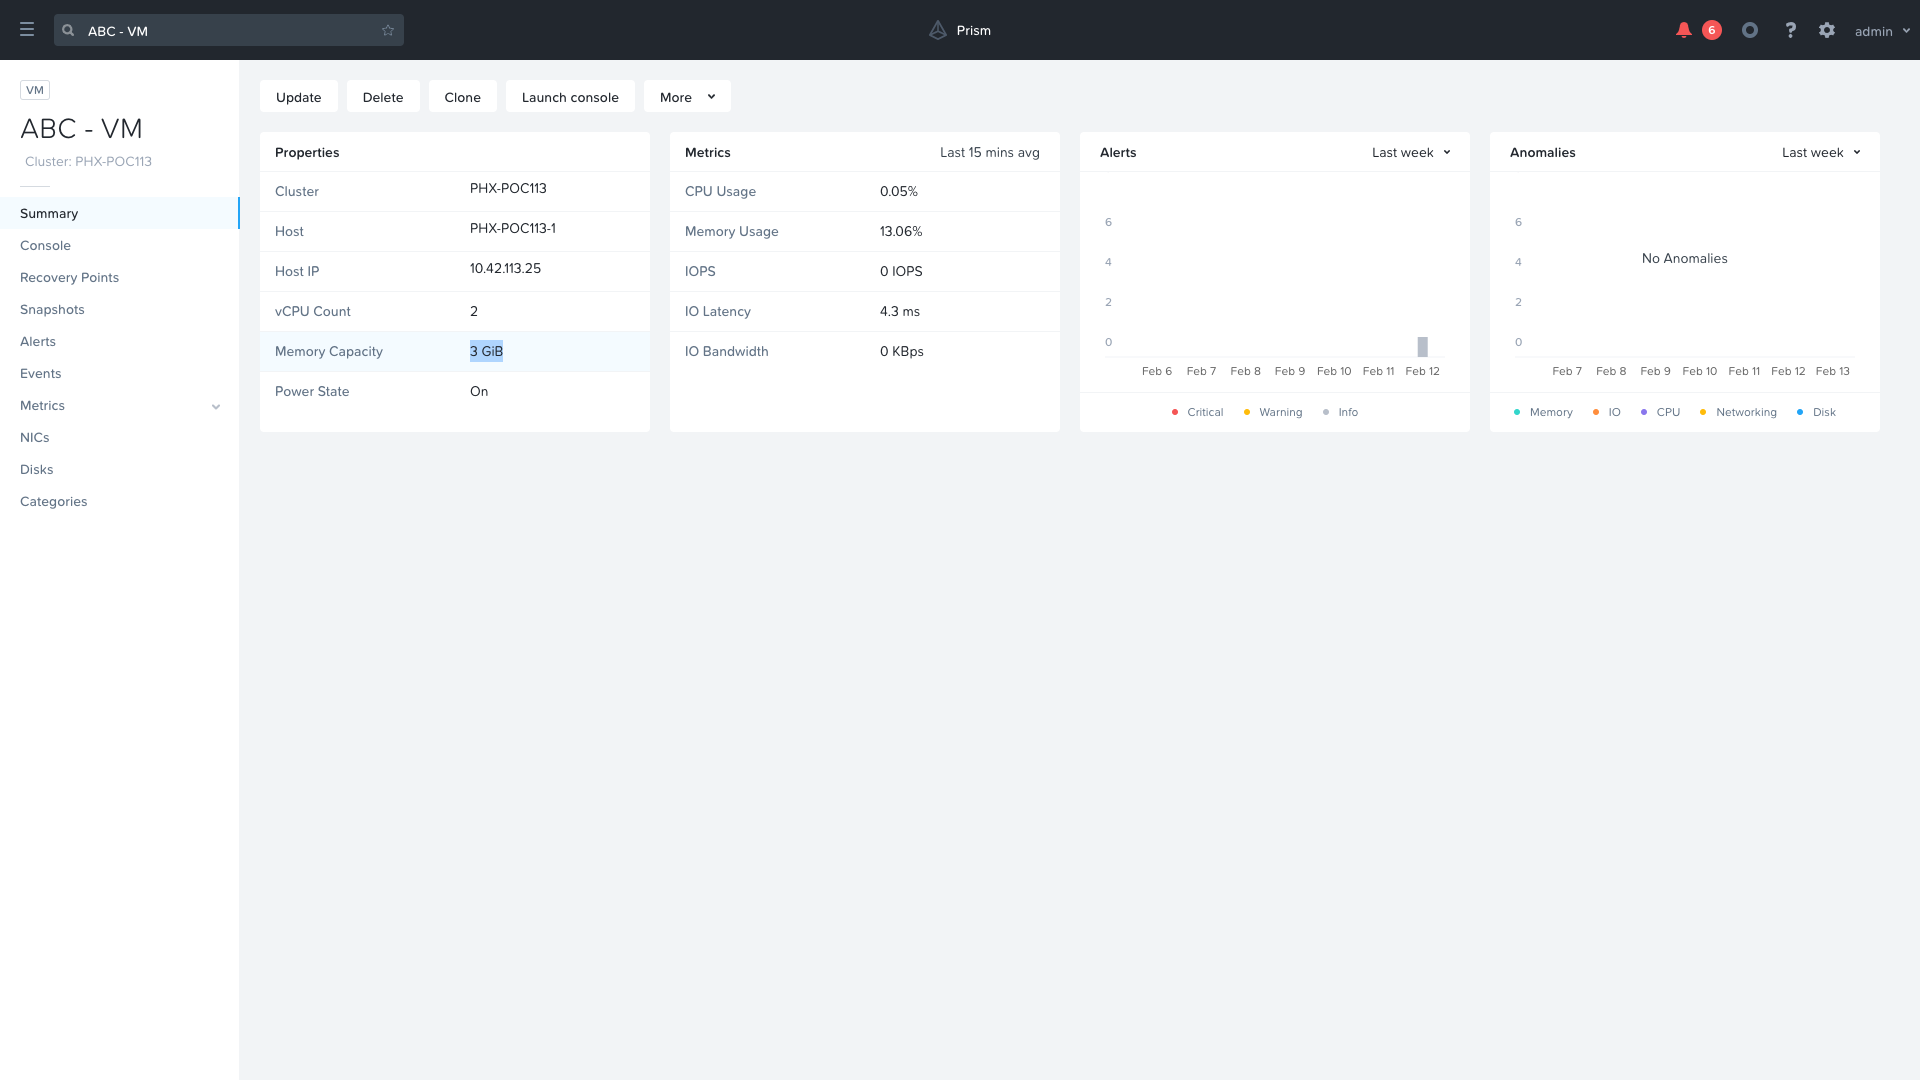 ABC - VM
Prism
6
?
admin
VM
ABC - VM
Cluster: PHX-POC113
Summary
Console
Recovery Points
Snapshots
Alerts
Events
Metrics
NICs
Disks
Categories
Update Delete Clone Launch console More
Properties
Cluster PHX-POC113
Host PHX-POC113-1
Host IP 10.42.113.25
vCPU Count 2
Memory Capacity 3 GiB
Power State On
Metrics Last 15 mins avg
CPU Usage 0.05%
Memory Usage 13.06%
IOPS 0 IOPS
IO Latency 4.3 ms
IO Bandwidth 0 KBps
Alerts Last week
6
4
2
0
Feb 6 Feb 7 Feb 8 Feb 9 Feb 10 Feb 11 Feb 12
Critical Warning Info
Anomalies Last week
6
No Anomalies
4
2
0
Feb 7 Feb 8 Feb 9 Feb 10 Feb 11 Feb 12 Feb 13
Memory IO CPU Networking Disk